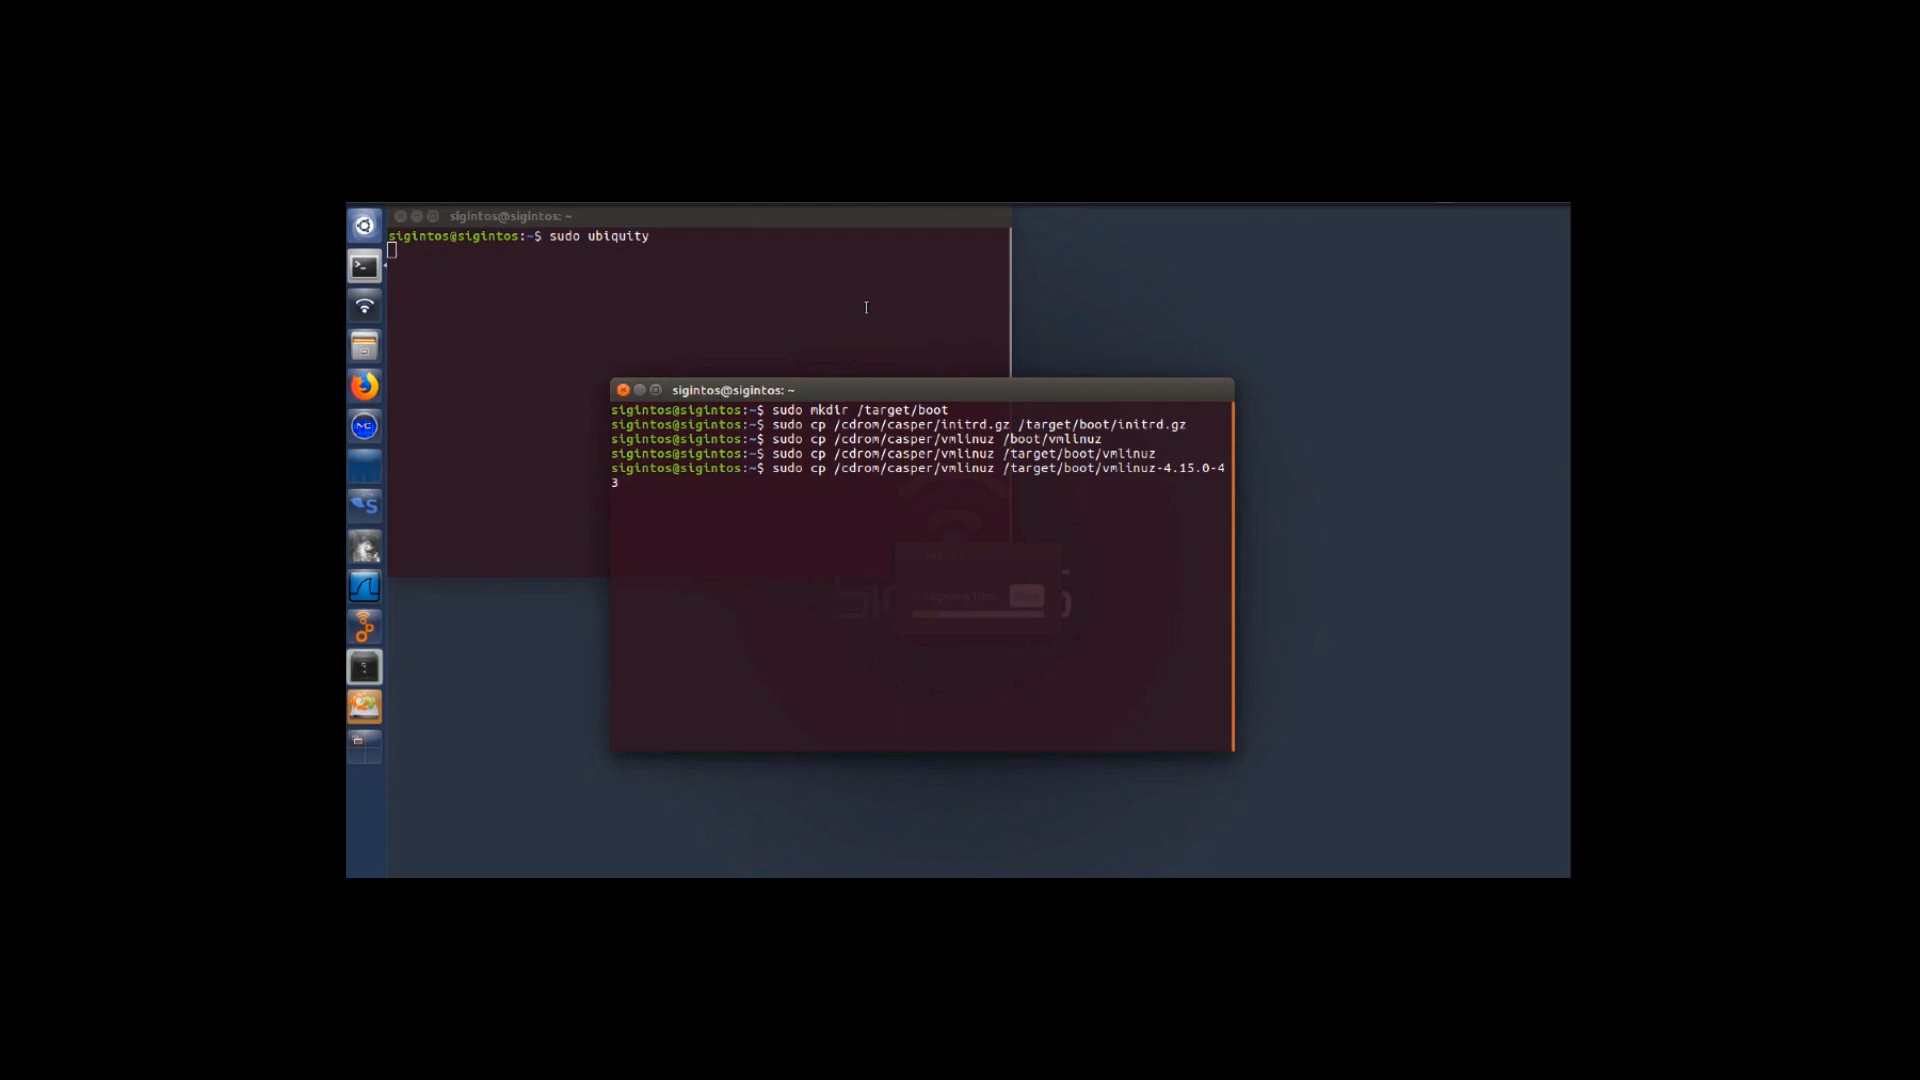 sigintos@sigintos: ~
sigintos@sigintos:~$ sudo ubiquity
sigintos@sigintos: ~
sigintos@sigintos:~$ sudo mkdir /target/boot
sigintos@sigintos:~$ sudo cp /cdrom/casper/initrd.gz /target/boot/initrd.gz
sigintos@sigintos:~$ sudo cp /cdrom/casper/vmlinuz /boot/vmlinuz
sigintos@sigintos:~$ sudo cp /cdrom/casper/vmlinuz /target/boot/vmlinuz
sigintos@sigintos:~$ sudo cp /cdrom/casper/vmlinuz /target/boot/vmlinuz-4.15.0-4
3
Copying files